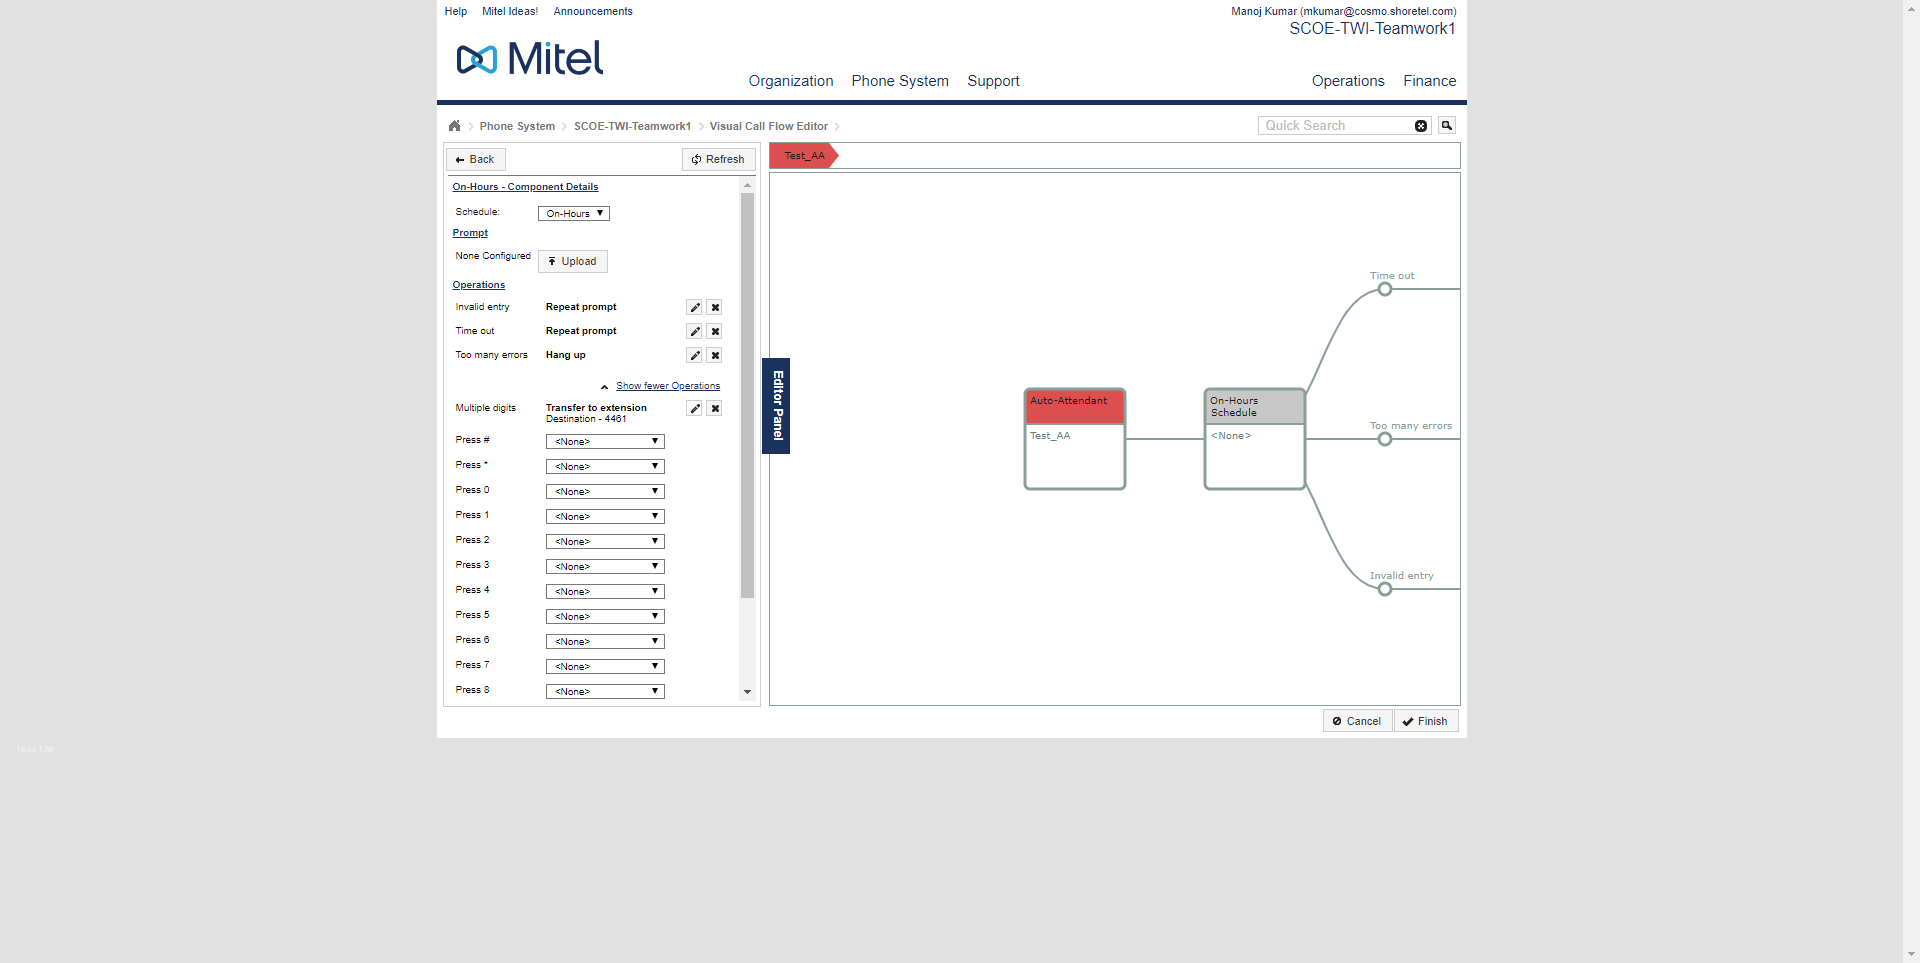 Help Mitel Ideas! Announcements
Manoj Kumar (mkumar@cosmo.shoretel.com)
SCOE-TWI-Teamwork1
Mitel
Organization Phone System Support
Operations Finance
Phone System SCOE-TWI-Teamwork1 Visual Call Flow Editor
Quick Search
Back
Refresh
On-Hours - Component Details
Schedule: On-Hours
Prompt
None Configured Upload
Operations
Invalid entry Repeat prompt
Time out Repeat prompt
Too many errors Hang up
Show fewer Operations
Multiple digits Transfer to extension
Destination - 4461
Press # <None>
Press * <None>
Press 0 <None>
Press 1 <None>
Press 2 <None>
Press 3 <None>
Press 4 <None>
Press 5 <None>
Press 6 <None>
Press 7 <None>
Press 8 <None>
Editor Panel
Test_AA
Auto-Attendant
Test_AA
On-Hours
Schedule
<None>
Time out
Too many errors
Invalid entry
Cancel
Finish